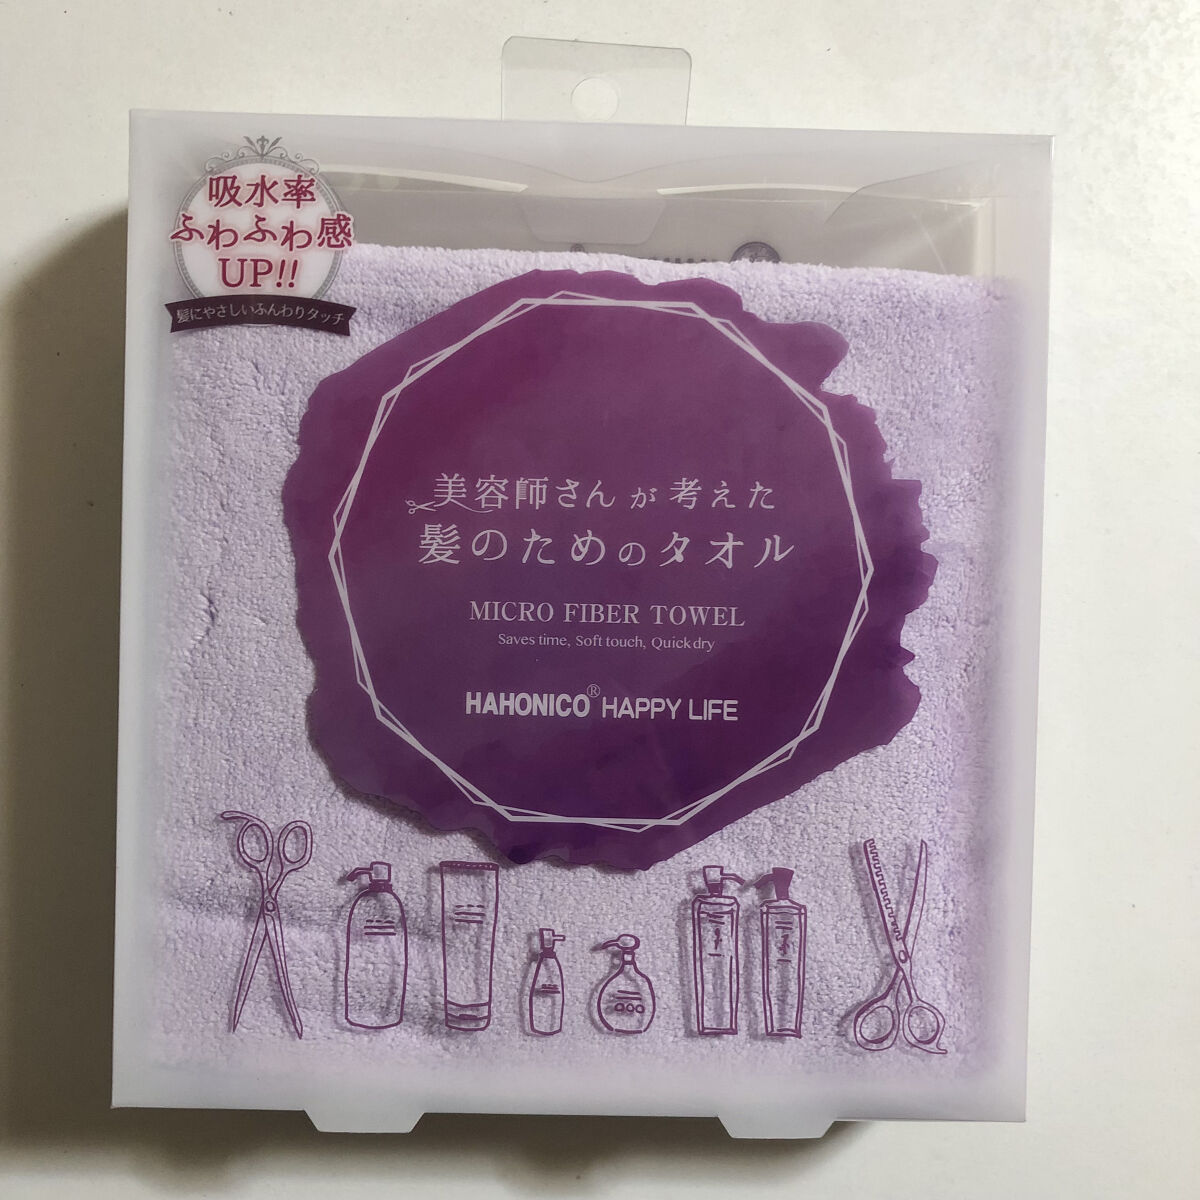 吸水率
ふわふわ感
UP!!
髪にやさしいふんわりタッチ
美容師さんが考えた
髪のためのタオル
MICRO FIBER TOWEL
Saves time, Soft touch, Quick dry
HAHONICO® HAPPY LIFE